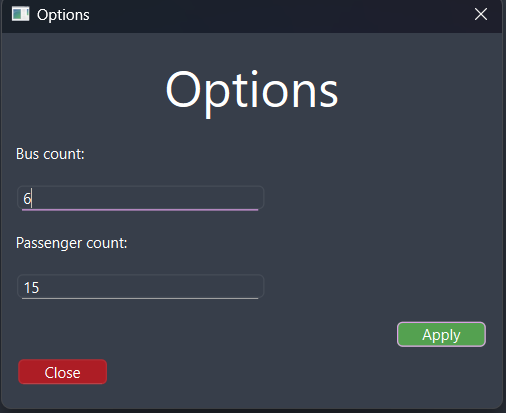 Options
Options
Bus count:
6
Passenger count:
15
Apply
Close